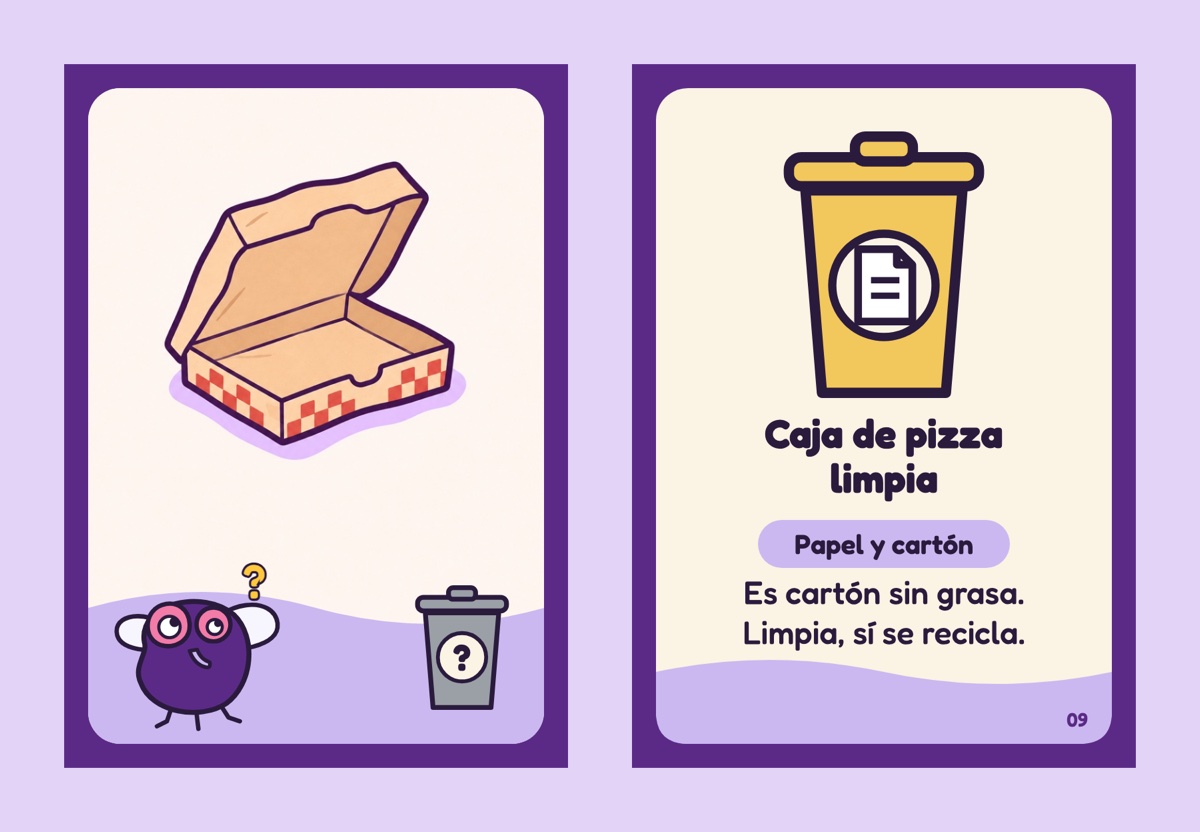 ?
?
Caja de pizza
limpia
Papel y cartón
Es cartón sin grasa.
Limpia, sí se recicla.
09